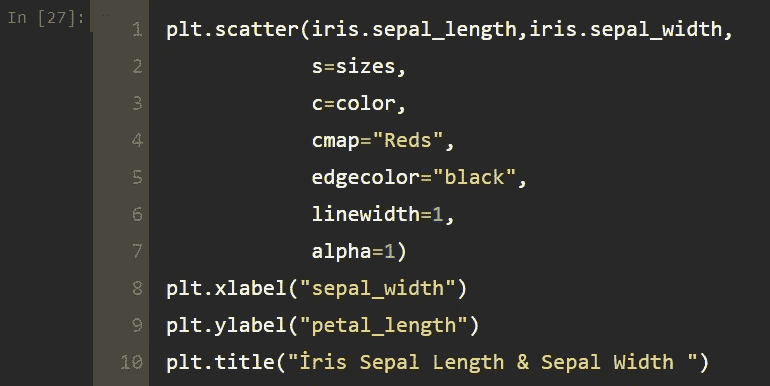 In [27]:
1 plt.scatter(iris.sepal_length,iris.sepal_width,
2 s=sizes,
3 c=color,
4 cmap="Reds",
5 edgecolor="black",
6 linewidth=1,
7 alpha=1)
8 plt.xlabel("sepal_width")
9 plt.ylabel("petal_length")
10 plt.title("İris Sepal Length & Sepal Width ")